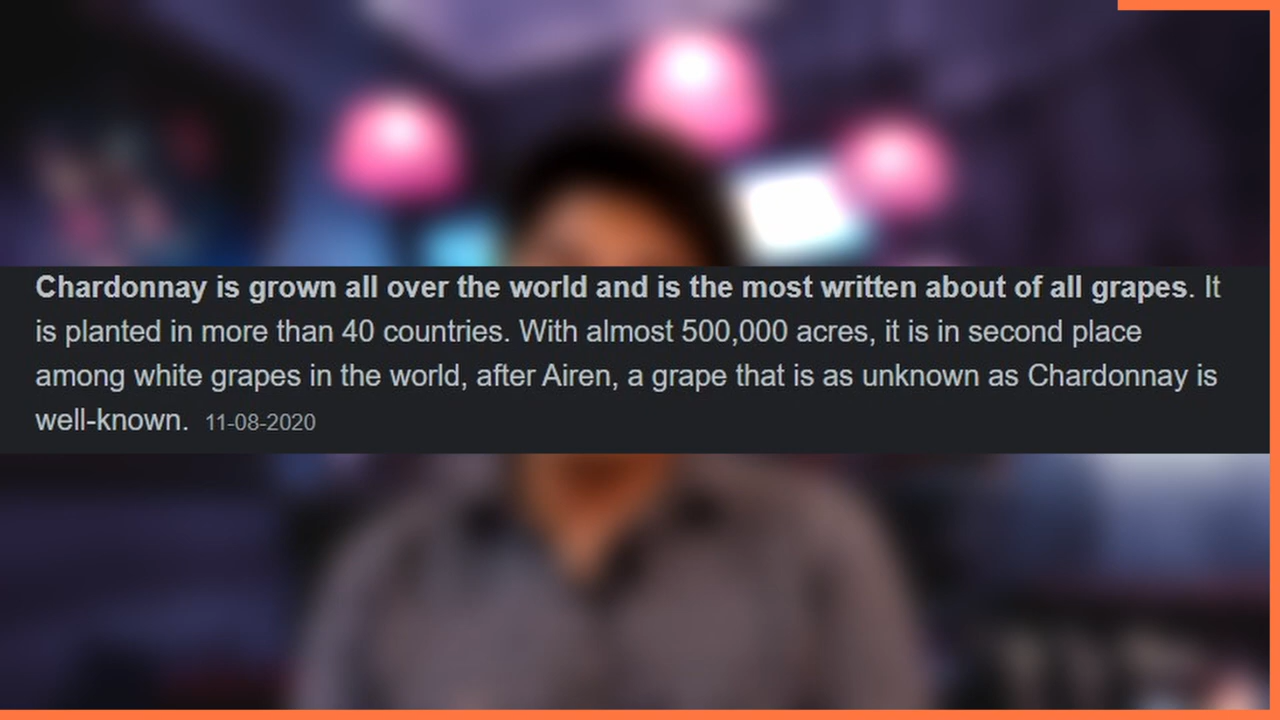 Chardonnay is grown all over the world and is the most written about of all grapes. It
is planted in more than 40 countries. With almost 500,000 acres, it is in second place
among white grapes in the world, after Airen, a grape that is as unknown as Chardonnay is
well-known. 11-08-2020